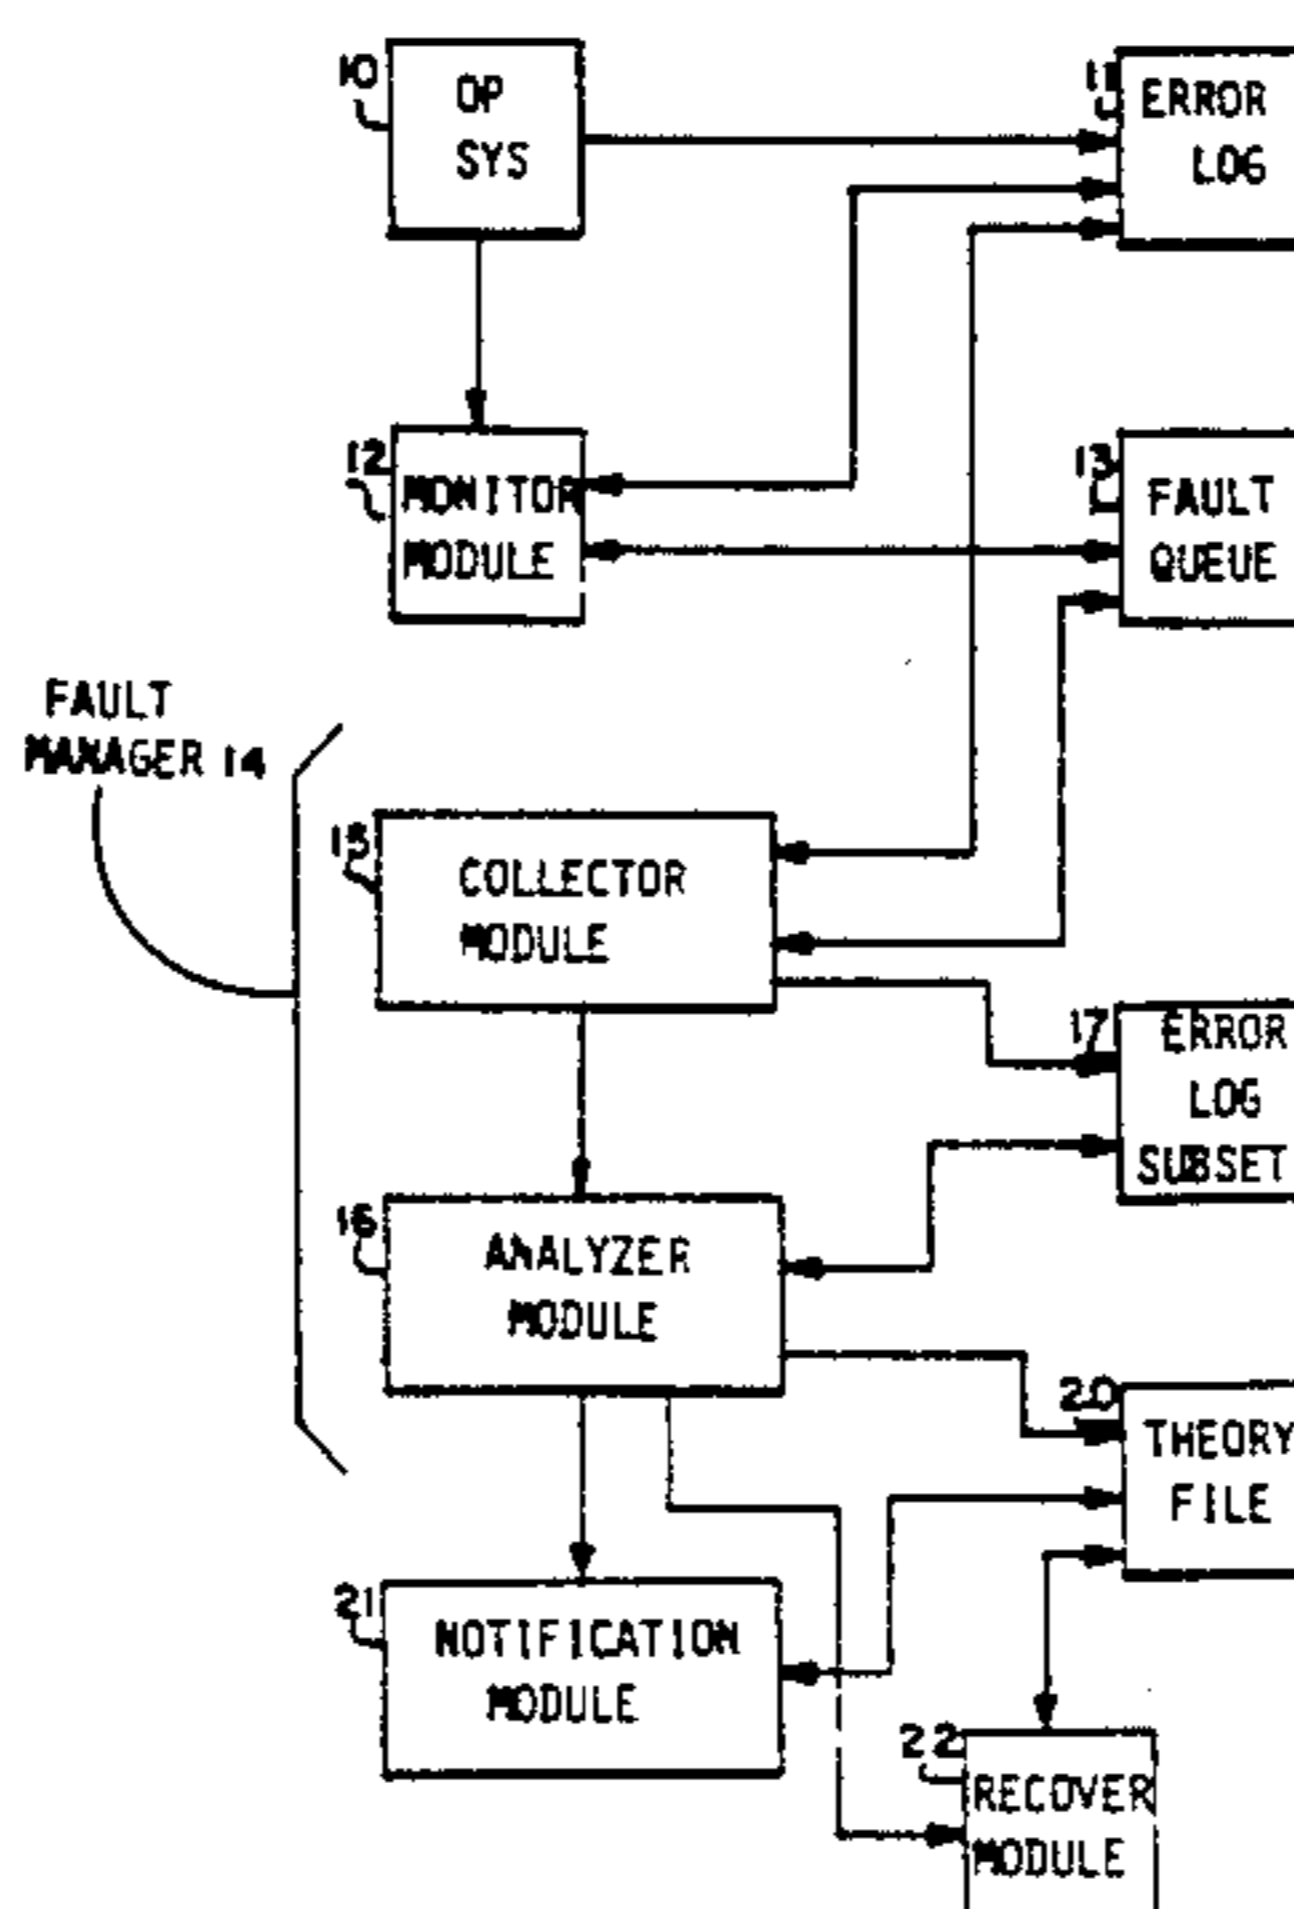 10
OP
SYS
11
ERROR
LOG
12
MONITOR
MODULE
13
FAULT
QUEUE
FAULT
MANAGER 14
15
COLLECTOR
MODULE
17
ERROR
LOG
SUBSET
16
ANALYZER
MODULE
20
THEORY
FILE
21
NOTIFICATION
MODULE
22
RECOVER
MODULE